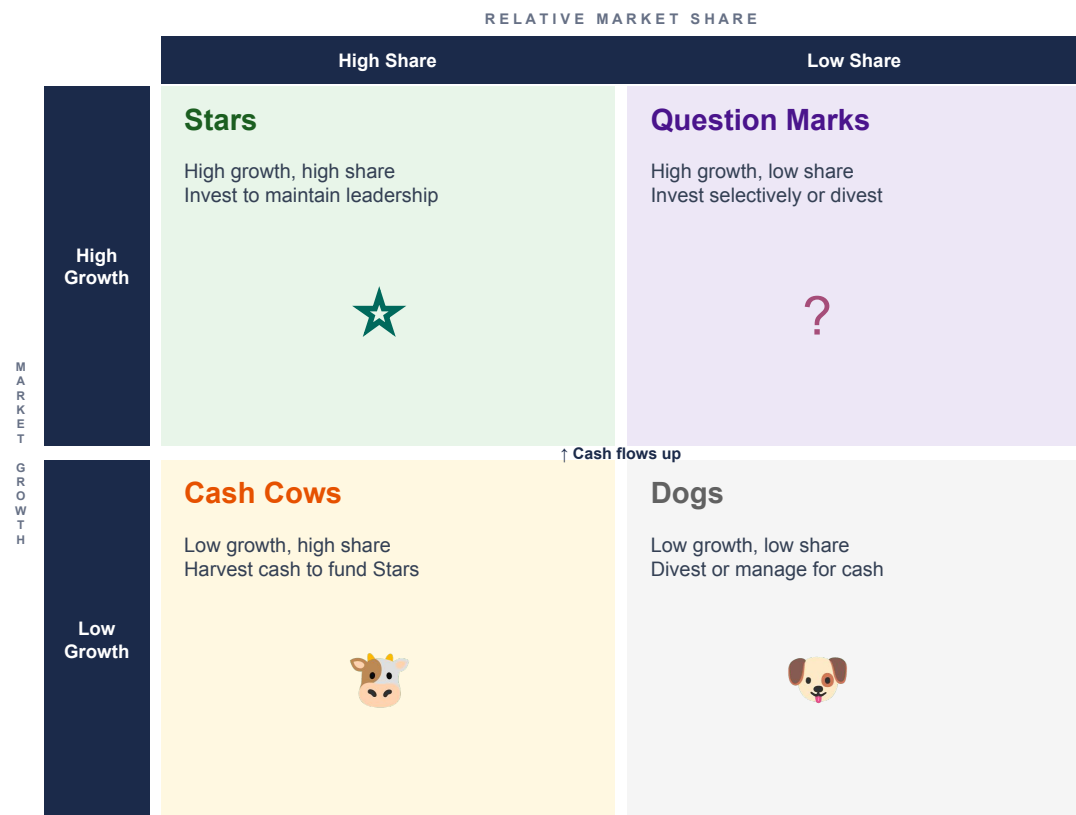 RELATIVE MARKET SHARE
High Share
Low Share
MARKET GROWTH
High
Growth
Stars
High growth, high share
Invest to maintain leadership
Question Marks
High growth, low share
Invest selectively or divest
?
↑ Cash flows up
Low
Growth
Cash Cows
Low growth, high share
Harvest cash to fund Stars
Dogs
Low growth, low share
Divest or manage for cash